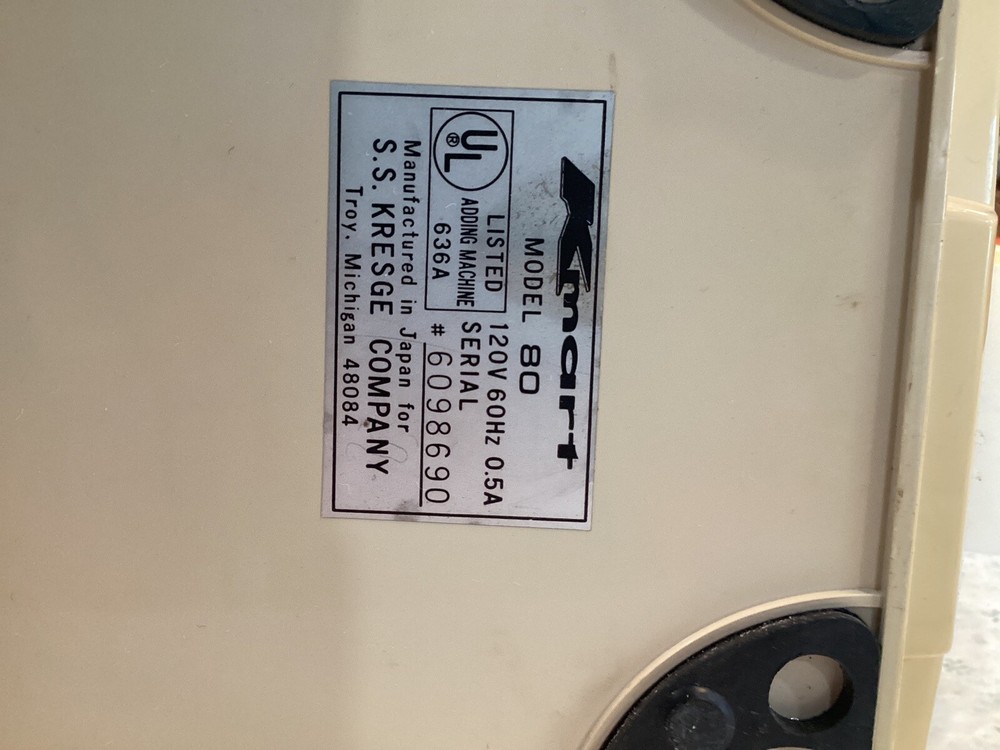 Kmart
MODEL 80
UL®
LISTED
ADDING MACHINE
636A
120V 60Hz 0.5A
SERIAL
# 6098690
Manufactured in Japan for
S.S. KRESGE COMPANY
Troy, Michigan 48084